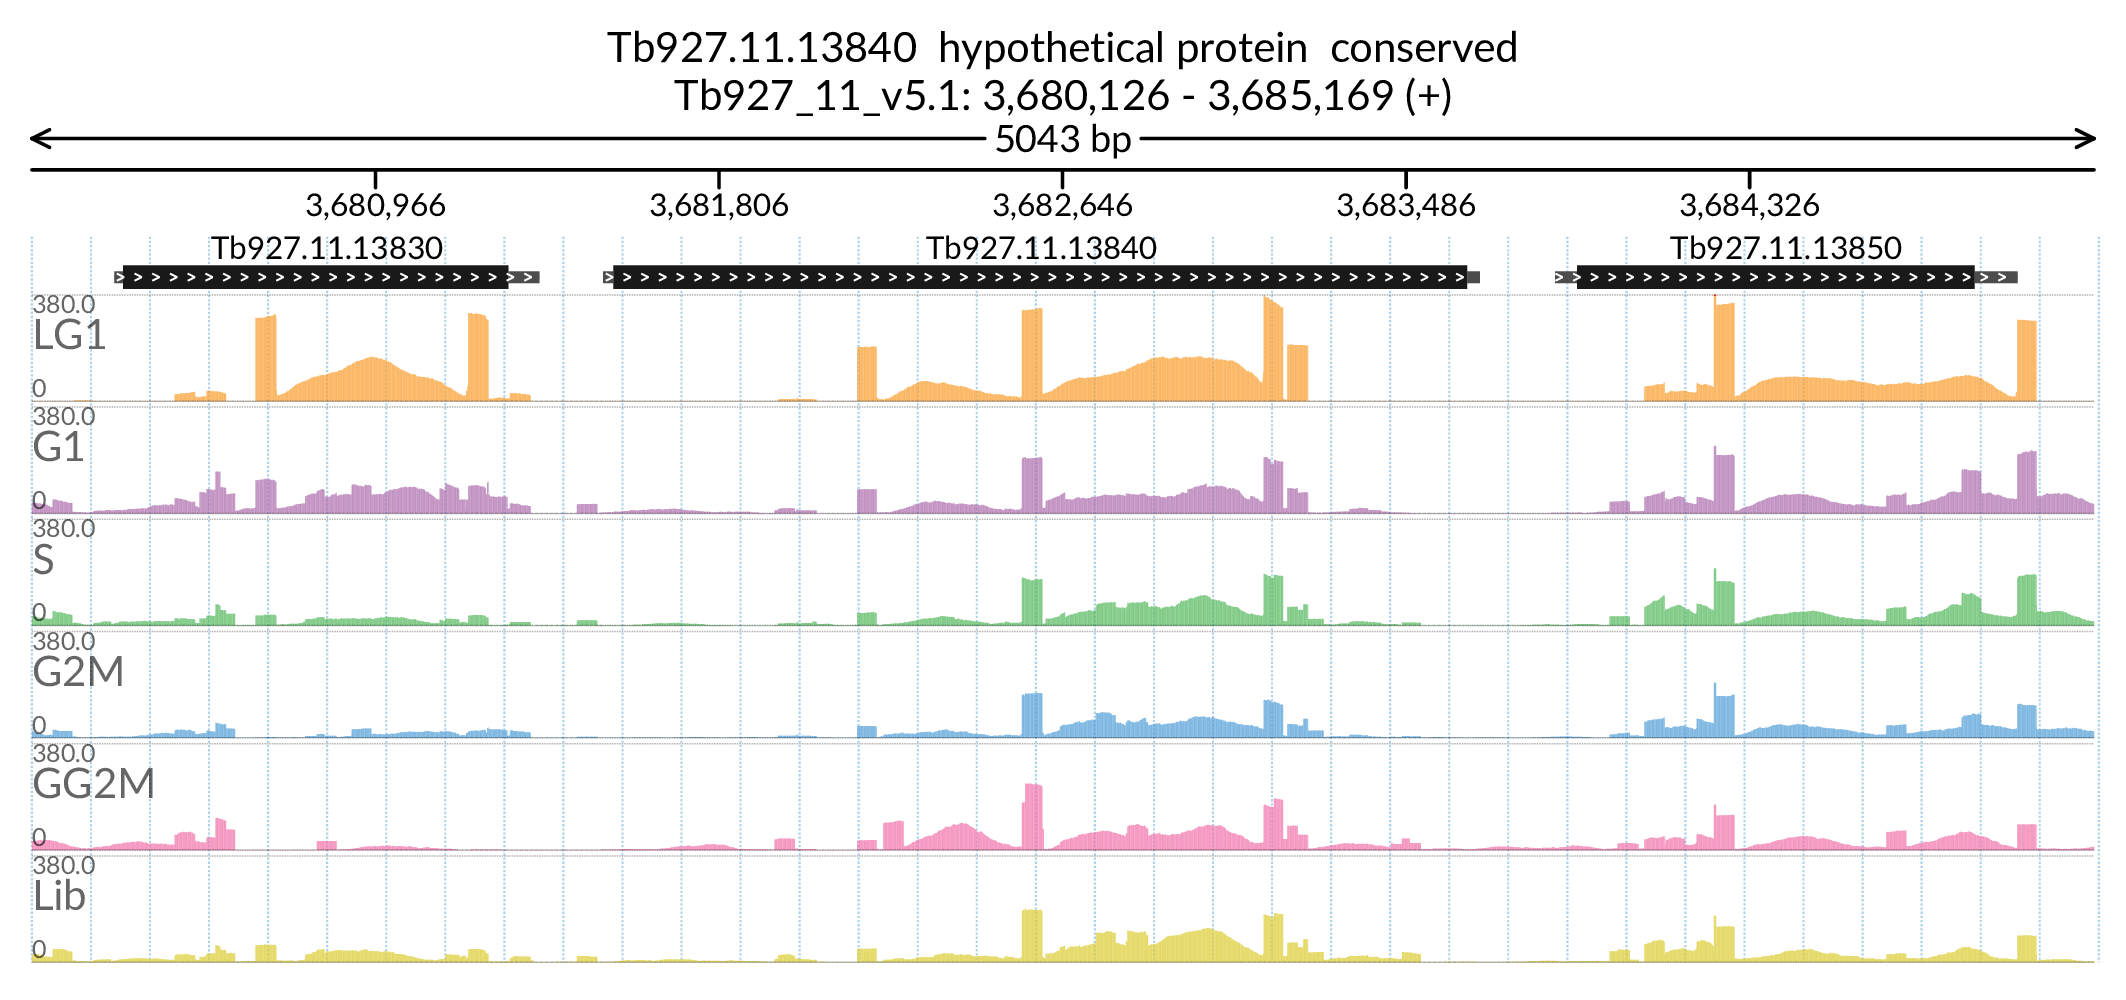 Tb927.11.13840 hypothetical protein conserved
Tb927_11_v5.1: 3,680,126 - 3,685,169 (+)
5043 bp
3,680,966 3,681,806 3,682,646 3,683,486 3,684,326
Tb927.11.13830 Tb927.11.13840 Tb927.11.13850
380.0
LG1
0
380.0
G1
0
380.0
S
0
380.0
G2M
0
380.0
GG2M
0
380.0
Lib
0